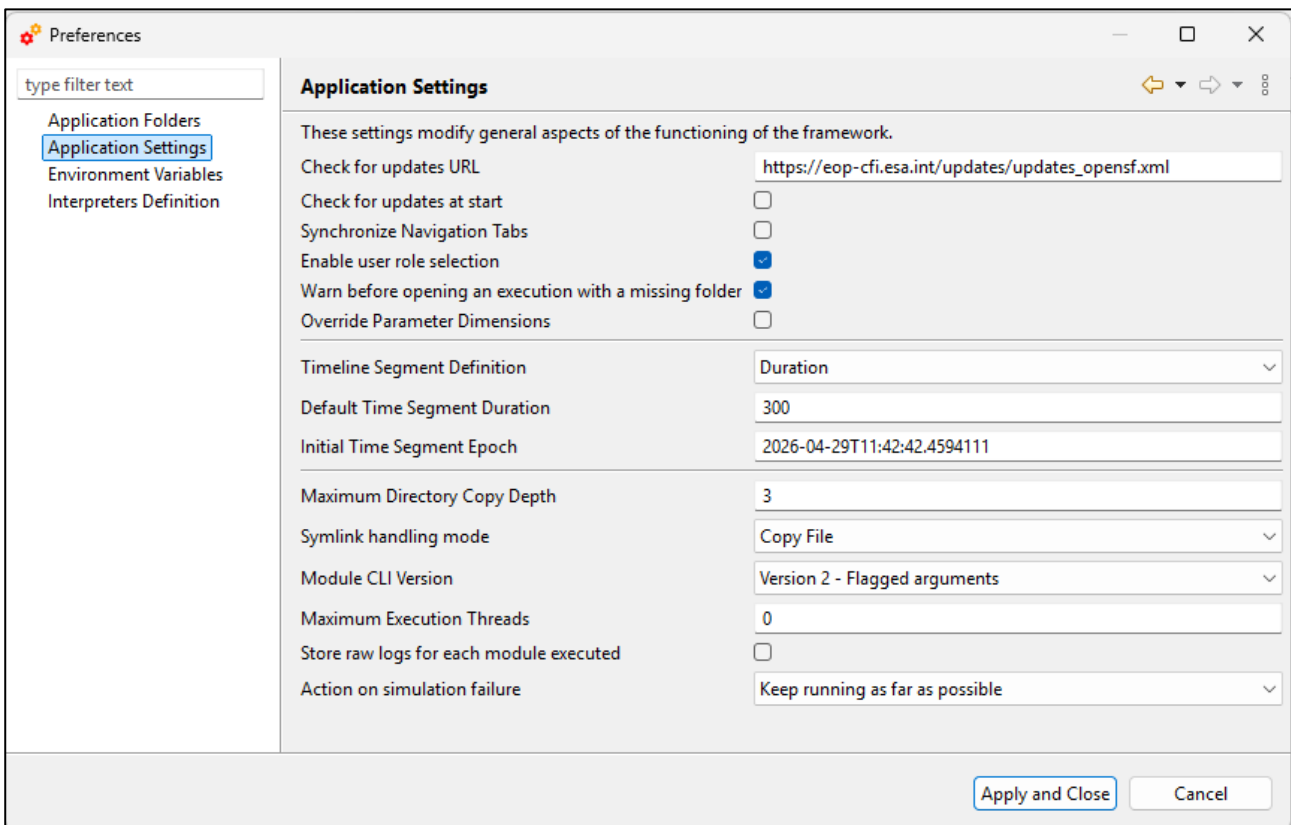 Preferences
type filter text
Application Folders
Application Settings
Environment Variables
Interpreters Definition
Application Settings
These settings modify general aspects of the functioning of the framework.
Check for updates URL https://eop-cfi.esa.int/updates/updates_opensf.xml
Check for updates at start
Synchronize Navigation Tabs
Enable user role selection
Warn before opening an execution with a missing folder
Override Parameter Dimensions
Timeline Segment Definition Duration
Default Time Segment Duration 300
Initial Time Segment Epoch 2026-04-29T11:42:42.4594111
Maximum Directory Copy Depth 3
Symlink handling mode Copy File
Module CLI Version Version 2 - Flagged arguments
Maximum Execution Threads 0
Store raw logs for each module executed
Action on simulation failure Keep running as far as possible
Apply and Close Cancel